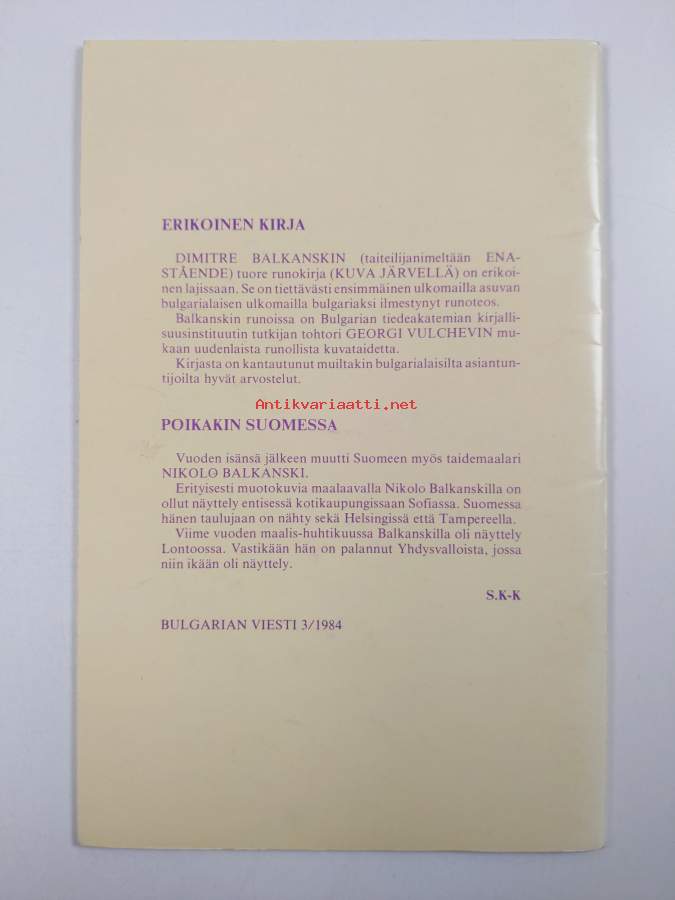 ERIKOINEN KIRJA
DIMITRE BALKANSKIN (taiteilijanimeltään ENA-
STÅENDE) tuore runokirja (KUVA JÄRVELLÄ) on erikoi-
nen lajissaan. Se on tiettävästi ensimmäinen ulkomailla asuvan
bulgarialaisen ulkomailla bulgariaksi ilmestynyt runoteos.
Balkanskin runoissa on Bulgarian tiedeakatemian kirjalli-
suusinstituutin tutkijan tohtori GEORGI VULCHEVIN mu-
kaan uudenlaista runollista kuvataidetta.
Kirjasta on kantautunut muiltakin bulgarialaisilta asiantun-
tijoilta hyvät arvostelut.
Antikvariaatti.net
POIKAKIN SUOMESSA
Vuoden isänsä jälkeen muutti Suomeen myös taidemaalari
NIKOLO BALKANSKI.
Erityisesti muotokuvia maalaavalla Nikolo Balkanskilla on
ollut näyttely entisessä kotikaupungissaan Sofiassa. Suomessa
hänen taulujaan on nähty sekä Helsingissä että Tampereella.
Viime vuoden maalis-huhtikuussa Balkanskilla oli näyttely
Lontoossa. Vastikään hän on palannut Yhdysvalloista, jossa
niin ikään oli näyttely.
S.K-K
BULGARIAN VIESTI 3/1984